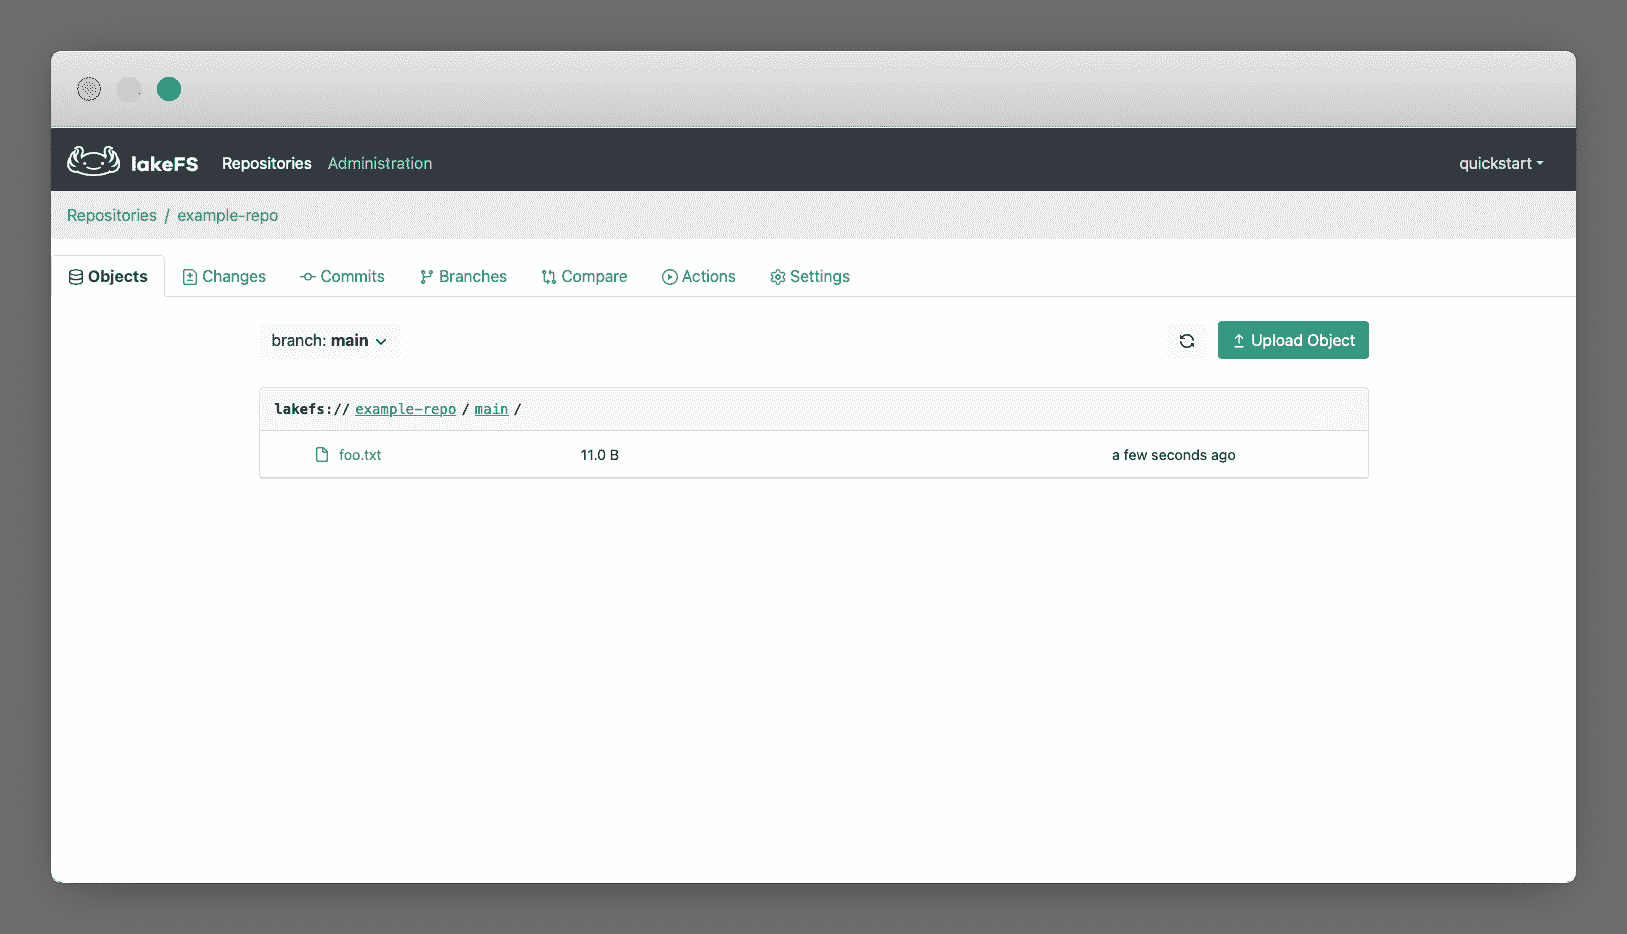 lakeFS Repositories Administration quickstart
Repositories / example-repo
Objects Changes Commits Branches Compare Actions Settings
branch: main Upload Object
lakefs:// example-repo / main /
foo.txt 11.0 B a few seconds ago